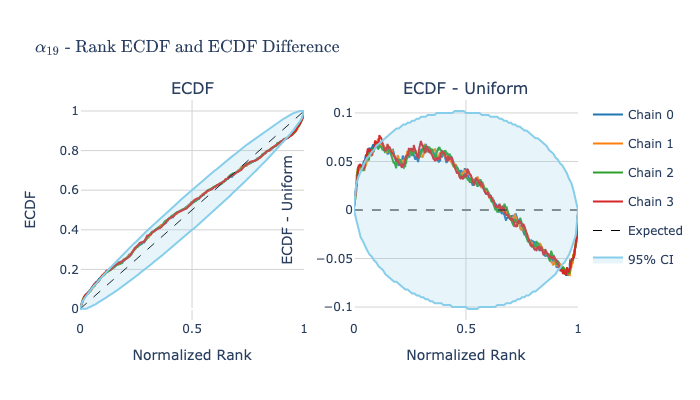 α₁₉ - Rank ECDF and ECDF Difference
ECDF
ECDF - Uniform
1
0.8
0.6
0.4
0.2
0
ECDF
0
0.5
1
Normalized Rank
0.1
0.05
0
−0.05
−0.1
ECDF - Uniform
0
0.5
1
Normalized Rank
Chain 0
Chain 1
Chain 2
Chain 3
Expected
95% CI